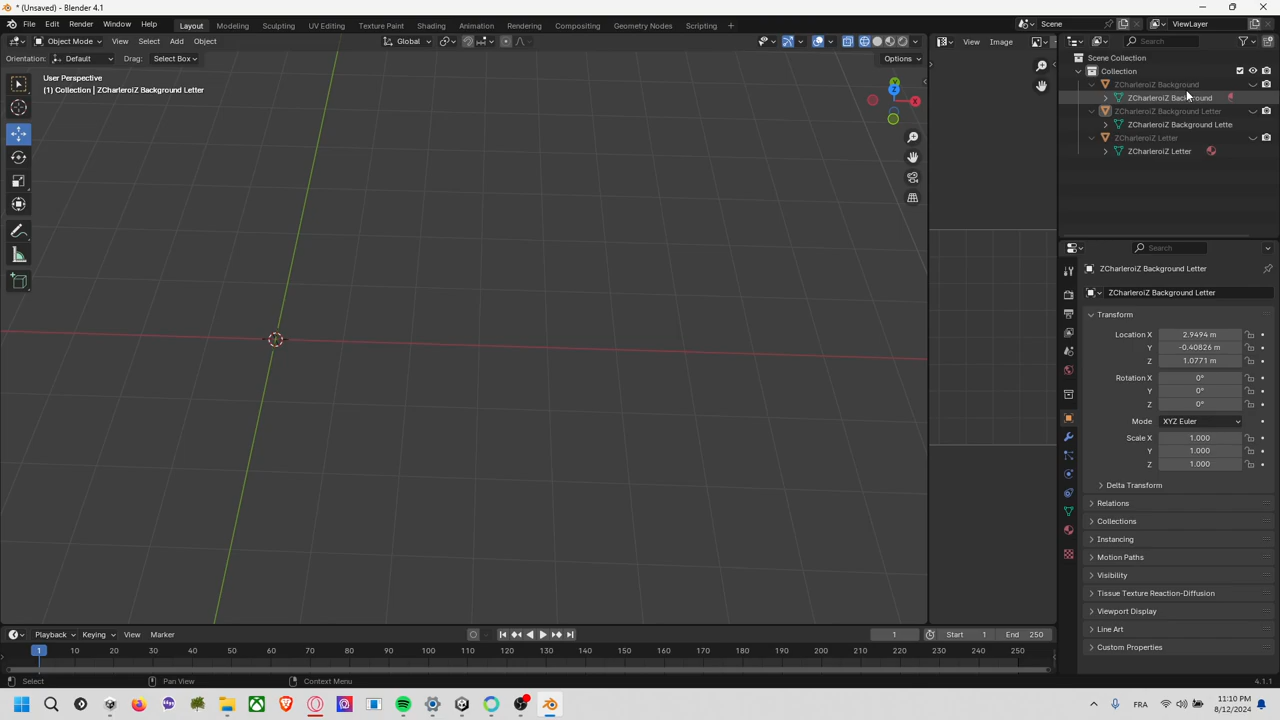 * (Unsaved) - Blender 4.1
File Edit Render Window Help Layout Modeling Sculpting UV Editing Texture Paint Shading Animation Rendering Compositing Geometry Nodes Scripting + Scene ViewLayer
Object Mode View Select Add Object Global View Image Search
Orientation: Default Drag: Select Box Options
User Perspective
(1) Collection | ZCharleroiZ Background Letter
Z
X
Y
Scene Collection
Collection
ZCharleroiZ Background
ZCharleroiZ Background
ZCharleroiZ Background Letter
ZCharleroiZ Background Lette
ZCharleroiZ Letter
ZCharleroiZ Letter
Search
ZCharleroiZ Background Letter
ZCharleroiZ Background Letter
Transform
Location X 2.9494 m
Y -0.40826 m
Z 1.0771 m
Rotation X 0°
Y 0°
Z 0°
Mode XYZ Euler
Scale X 1.000
Y 1.000
Z 1.000
Delta Transform
Relations
Collections
Instancing
Motion Paths
Visibility
Tissue Texture Reaction-Diffusion
Viewport Display
Line Art
Custom Properties
Playback Keying View Marker 1 Start 1 End 250
1 10 20 30 40 50 60 70 80 90 100 110 120 130 140 150 160 170 180 190 200 210 220 230 240 250
Select Pan View Context Menu 4.1.1
FRA 11:10 PM
8/12/2024